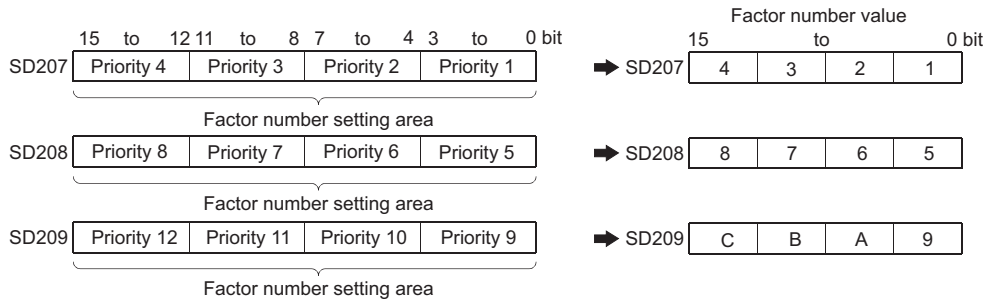 Factor number value
15 to 12 11 to 8 7 to 4 3 to 0 bit
15 to 0 bit
SD207 Priority 4 Priority 3 Priority 2 Priority 1
➡ SD207 4 3 2 1
Factor number setting area
SD208 Priority 8 Priority 7 Priority 6 Priority 5
➡ SD208 8 7 6 5
Factor number setting area
SD209 Priority 12 Priority 11 Priority 10 Priority 9
➡ SD209 C B A 9
Factor number setting area